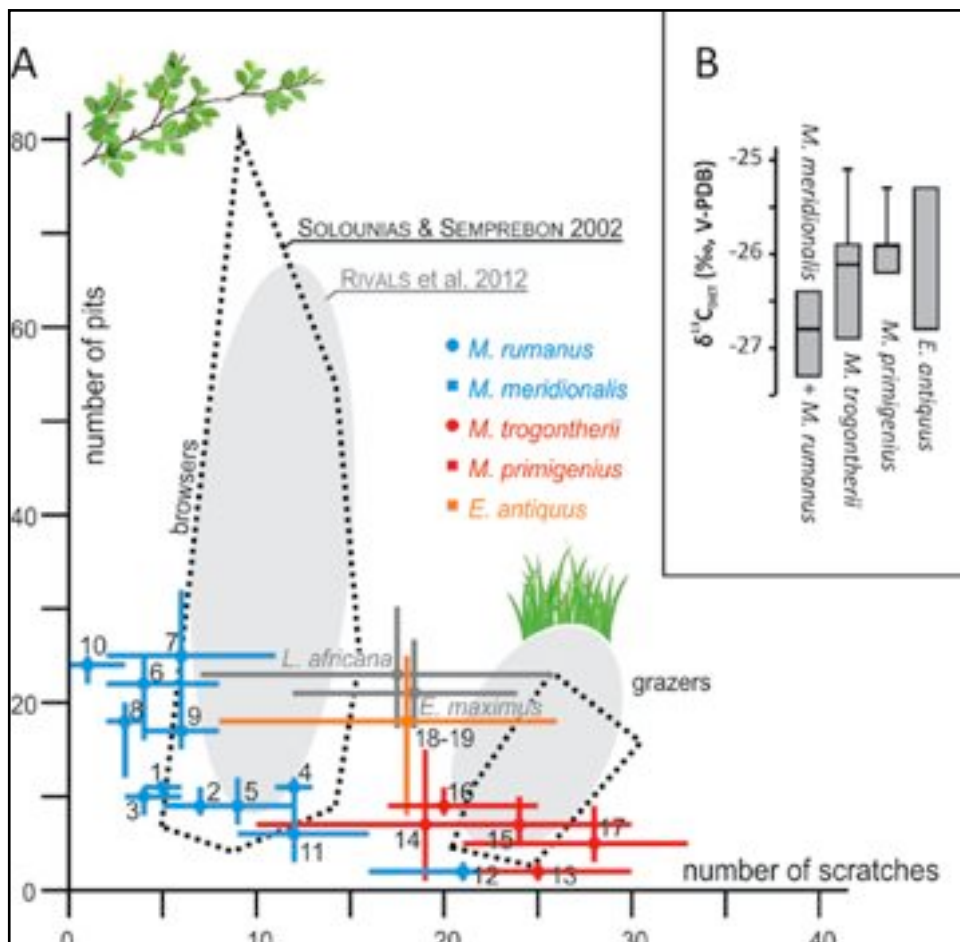 A
80
60
40
20
0
number of pits
browsers
SOLOUNIAS & SEMPREBON 2002
RIVALS et al. 2012
M. rumanus
M. meridionalis
M. trogontherii
M. primigenius
E. antiquus
L. africana
E. maximus
grazers
10
7
6
8
9
1
3
2
5
4
11
18-19
16
14
15
17
12
13
number of scratches
0
10
20
30
40
B
δ¹³C (‰, V-PDB)
-25
-26
-27
M. meridionalis
+ M. rumanus
M. trogontherii
M. primigenius
E. antiquus